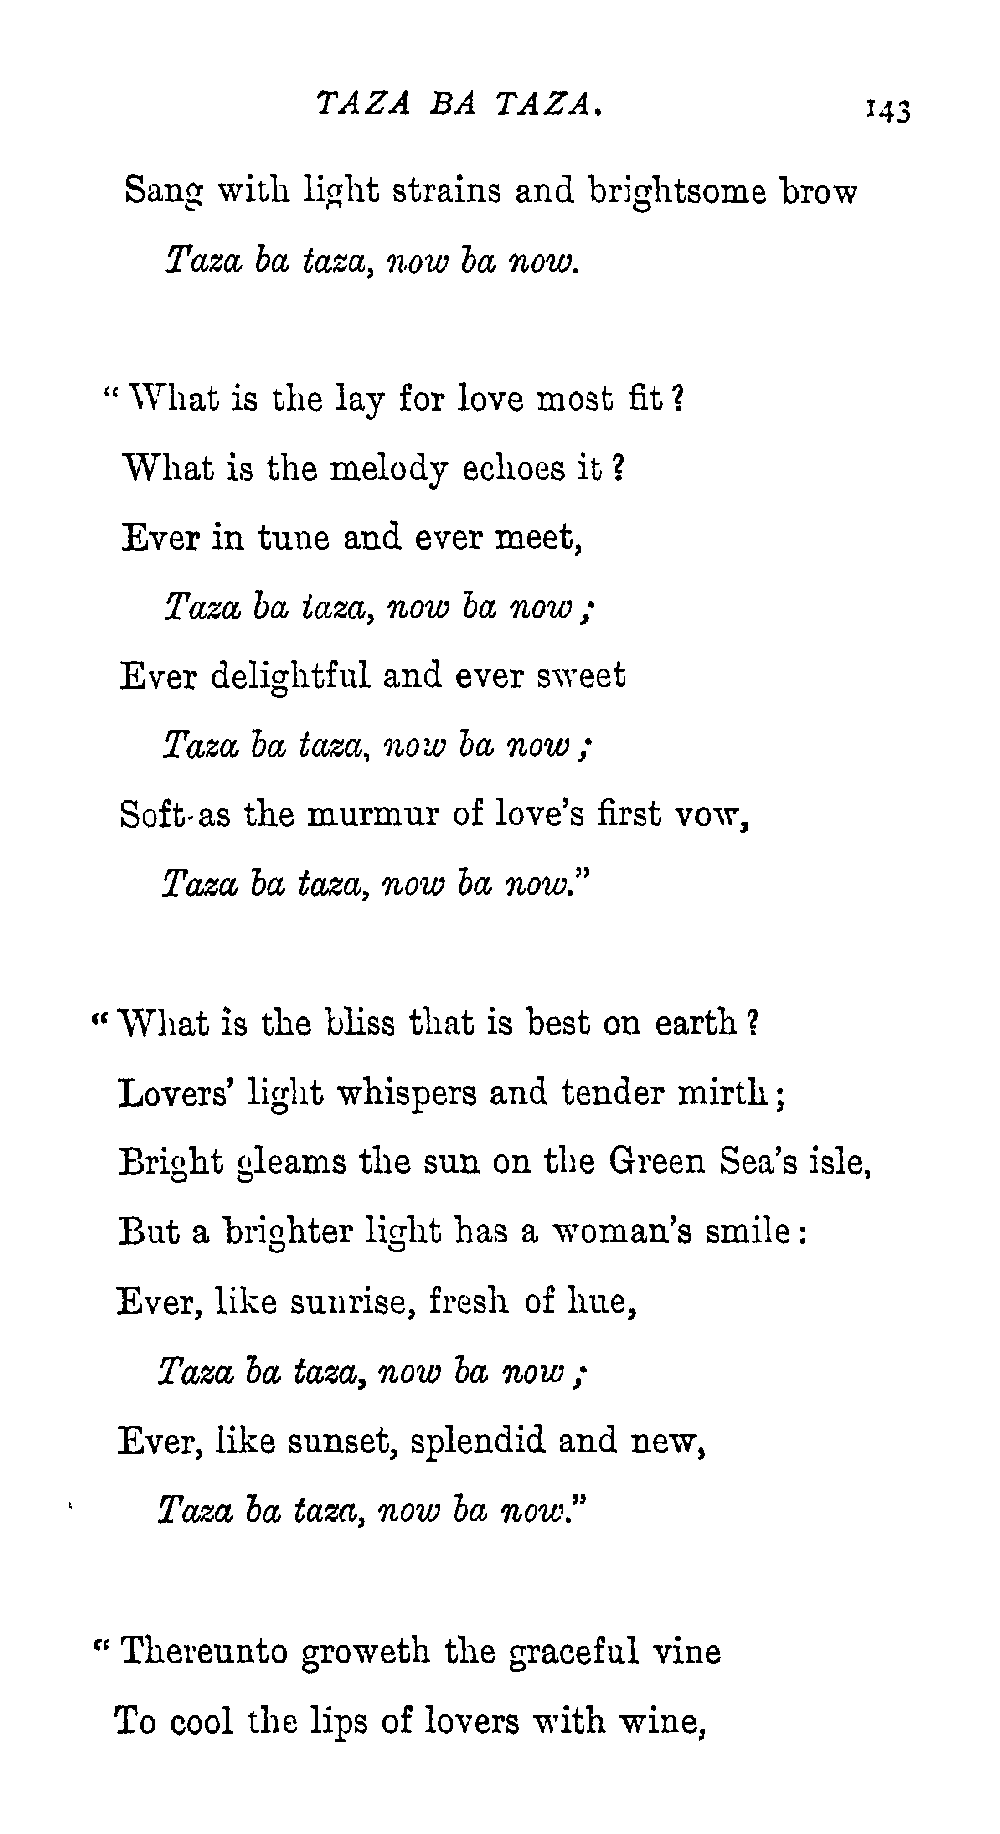 TAZA BA TAZA. 143
Sang with light strains and brightsome brow
Taza ba taza, now ba now.
“What is the lay for love most fit?
What is the melody echoes it?
Ever in tune and ever meet,
Taza ba taza, now ba now;
Ever delightful and ever sweet
Taza ba taza, now ba now;
Soft-as the murmur of love’s first vow,
Taza ba taza, now ba now.”
“What is the bliss that is best on earth?
Lovers’ light whispers and tender mirth;
Bright gleams the sun on the Green Sea’s isle,
But a brighter light has a woman’s smile:
Ever, like sunrise, fresh of hue,
Taza ba taza, now ba now;
Ever, like sunset, splendid and new,
Taza ba taza, now ba now.”
“Thereunto groweth the graceful vine
To cool the lips of lovers with wine,